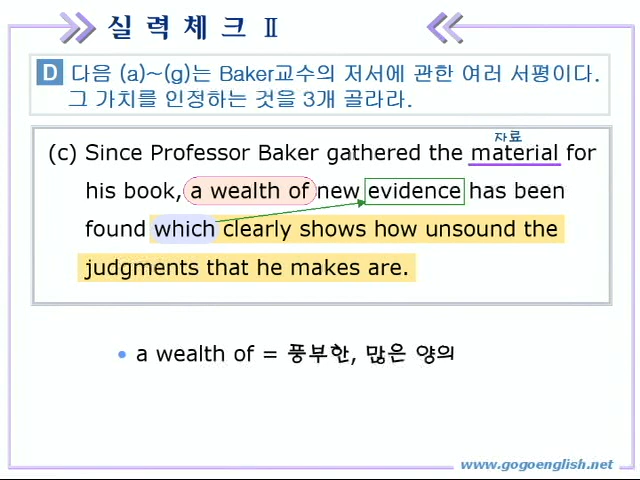 실력체크 Ⅱ
D 다음 (a)~(g)는 Baker교수의 저서에 관한 여러 서평이다.
그 가치를 인정하는 것을 3개 골라라.
자료
(c) Since Professor Baker gathered the material for
his book, a wealth of new evidence has been
found which clearly shows how unsound the
judgments that he makes are.
• a wealth of = 풍부한, 많은 양의
www.gogoenglish.net